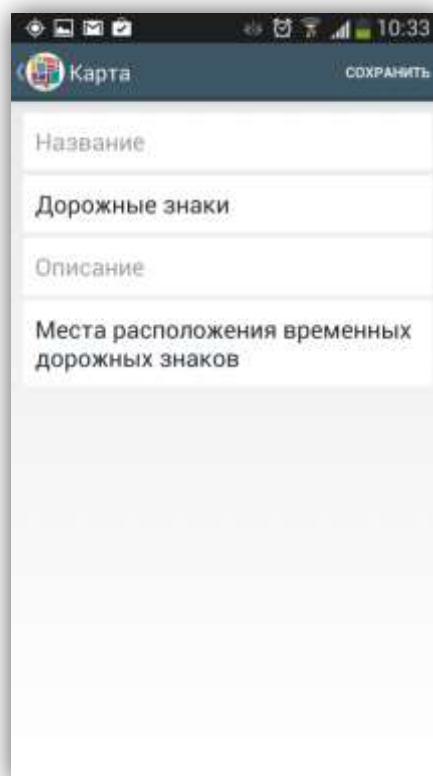 10:33
Карта
СОХРАНИТЬ
Название
Дорожные знаки
Описание
Места расположения временных
дорожных знаков